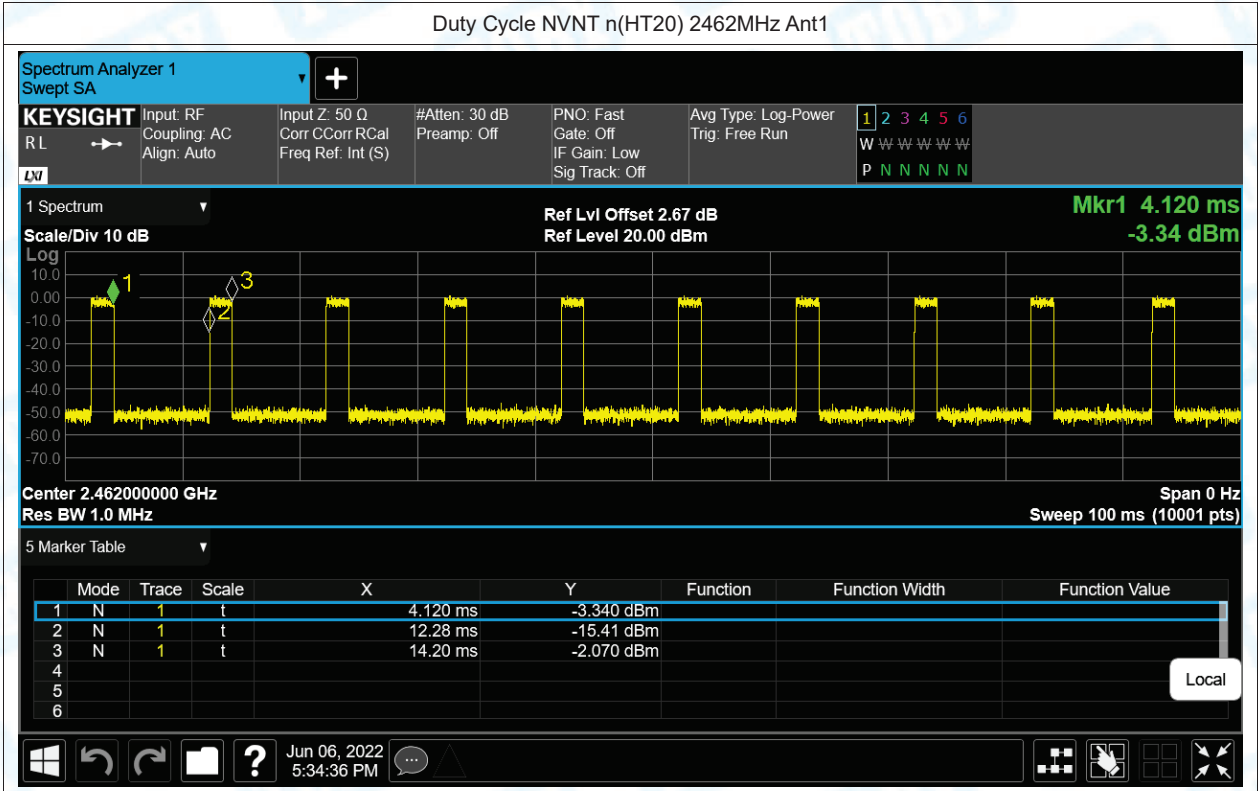 Duty Cycle NVNT n(HT20) 2462MHz Ant1
Spectrum Analyzer 1
Swept SA
+
KEYSIGHT
RL
LXI
Input: RF
Coupling: AC
Align: Auto
Input Z: 50 Ω
Corr CCorr RCal
Freq Ref: Int (S)
#Atten: 30 dB
Preamp: Off
PNO: Fast
Gate: Off
IF Gain: Low
Sig Track: Off
Avg Type: Log-Power
Trig: Free Run
1 2 3 4 5 6
W W W W W W
P N N N N N
1 Spectrum
Scale/Div 10 dB
Ref Lvl Offset 2.67 dB
Ref Level 20.00 dBm
Mkr1 4.120 ms
-3.34 dBm
Log
10.0
0.00
-10.0
-20.0
-30.0
-40.0
-50.0
-60.0
-70.0
1
2
3
Center 2.462000000 GHz
Res BW 1.0 MHz
Span 0 Hz
Sweep 100 ms (10001 pts)
5 Marker Table
Mode Trace Scale X Y Function Function Width Function Value
1 N 1 t 4.120 ms -3.340 dBm
2 N 1 t 12.28 ms -15.41 dBm
3 N 1 t 14.20 ms -2.070 dBm
4
5
6
Local
?
Jun 06, 2022
5:34:36 PM